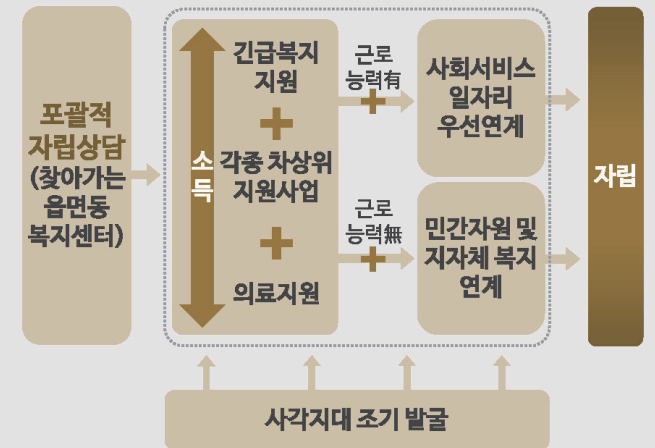 포괄적
자립상담
(찾아가는
읍면동
복지센터)
소
득
긴급복지
지원
+
각종 차상위
지원사업
+
의료지원
근로
능력有
+
사회서비스
일자리
우선연계
근로
능력無
+
민간자원 및
지자체 복지
연계
자립
사각지대 조기 발굴